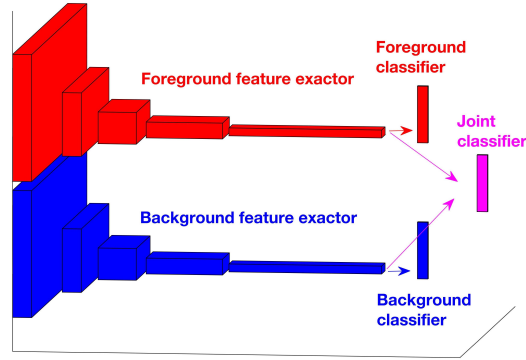 Foreground
classifier
Foreground feature exactor
Joint
classifier
Background feature exactor
Background
classifier